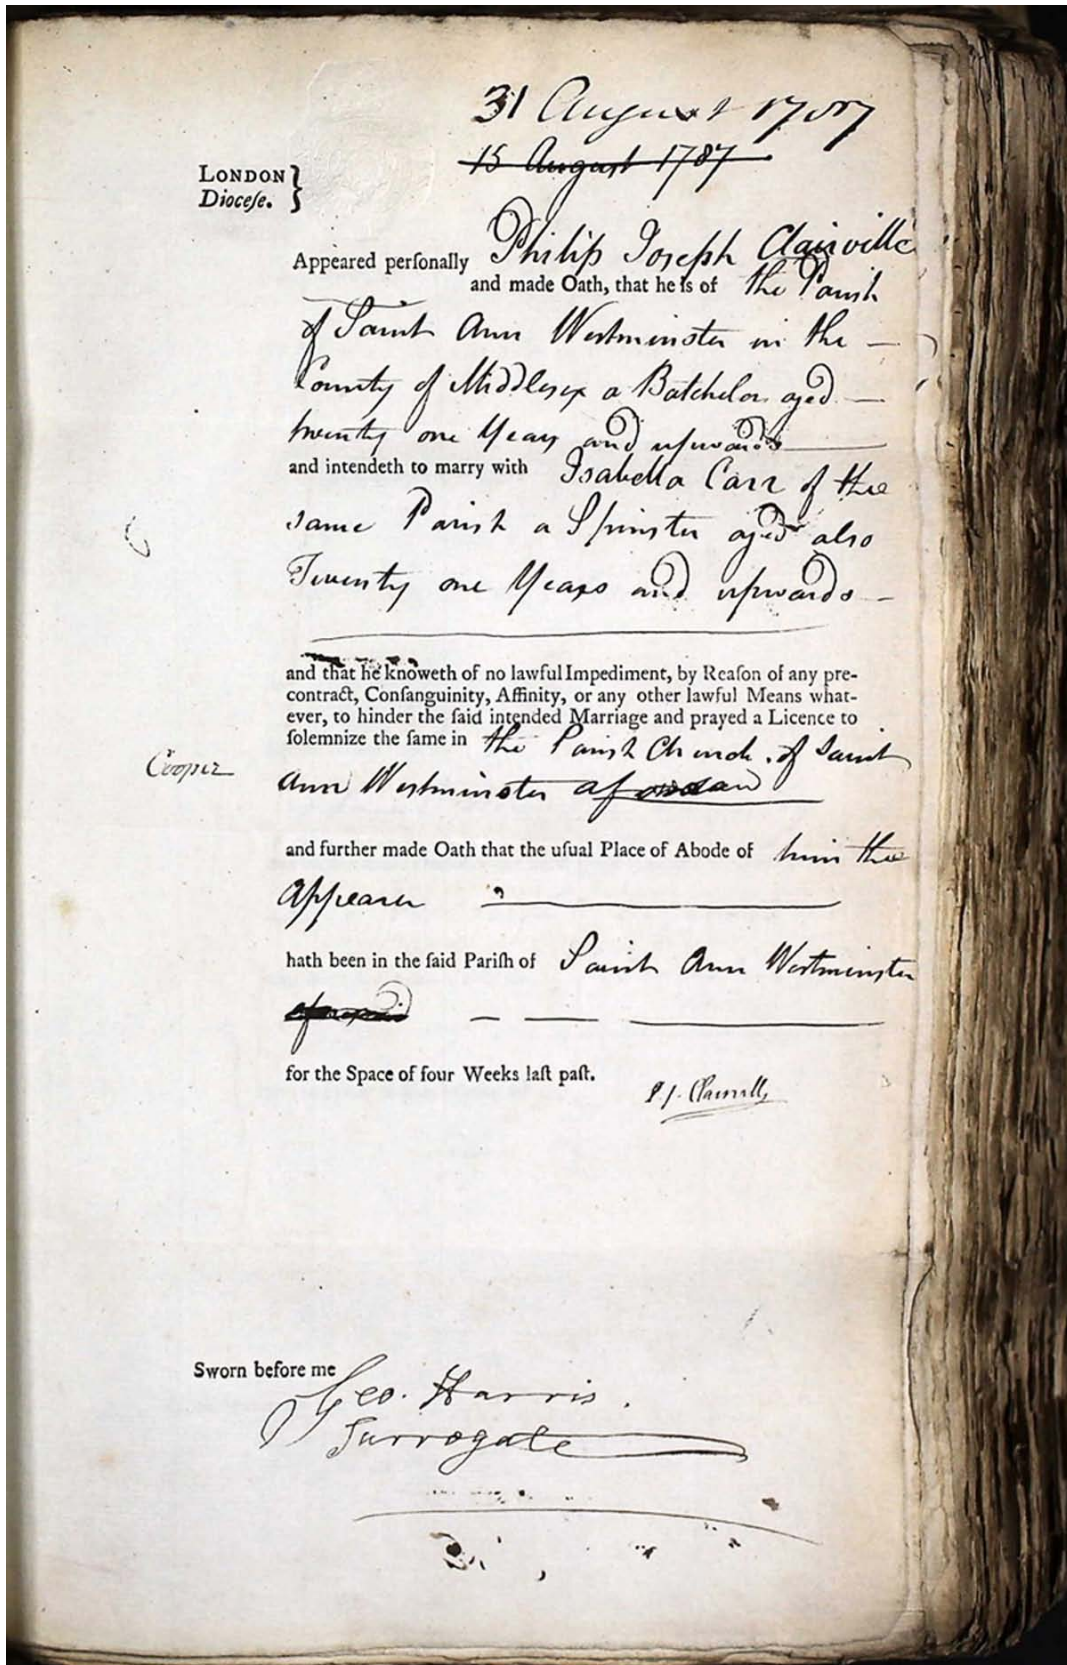 31 August 1787
15 August 1787
LONDON
Dioceſe.
Appeared perſonally Philip Joseph Clairville
and made Oath, that he is of the Parish
of Saint Ann Westminster in the
County of Middlesex a Batchelor aged
twenty one Years and upwards
and intendeth to marry with Isabella Carr of the
same Parish a Spinster aged also
Twenty one Years and upwards
and that he knoweth of no lawful Impediment, by Reaſon of any pre-
contract, Conſanguinity, Affinity, or any other lawful Means what-
ever, to hinder the ſaid intended Marriage and prayed a Licence to
ſolemnize the ſame in the Parish Church of Saint
Cooper
Ann Westminster
and further made Oath that the uſual Place of Abode of him the
Appearer
hath been in the ſaid Pariſh of Saint Ann Westminster
for the Space of four Weeks laſt paſt.
P. J. Clairville
Sworn before me
Geo. Harris.
Surrogate